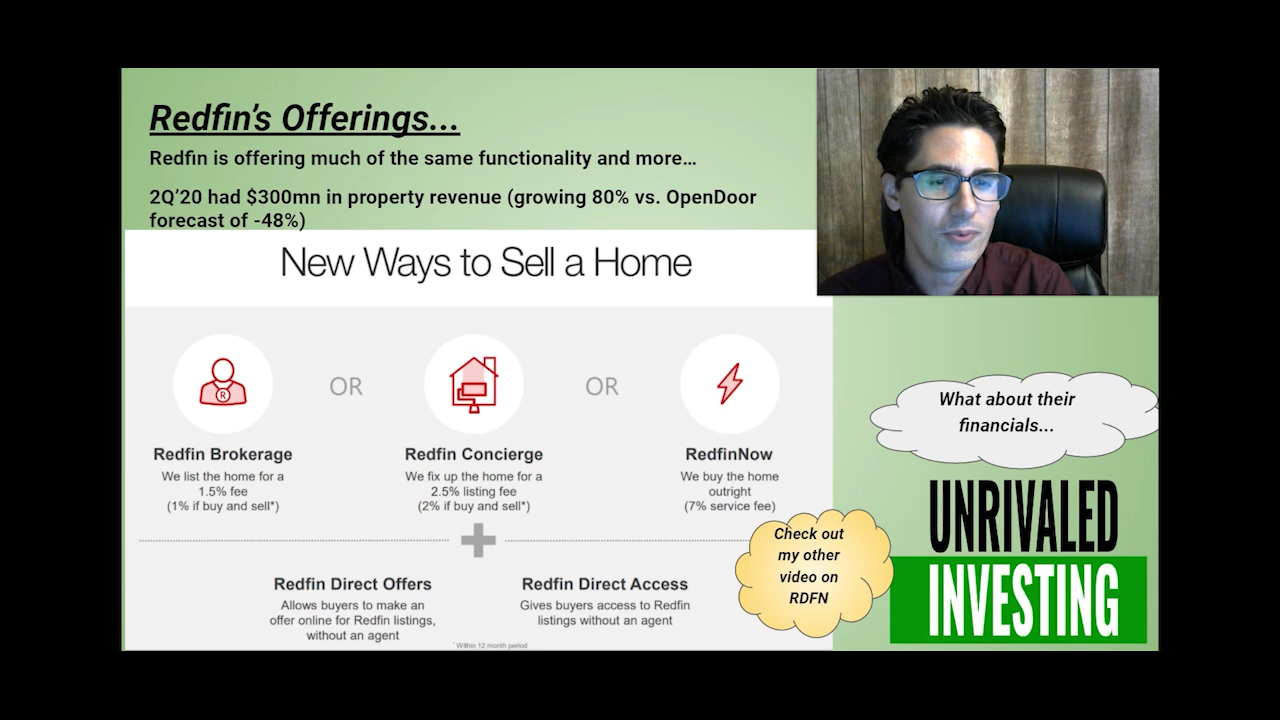 Redfin's Offerings...
Redfin is offering much of the same functionality and more...
2Q'20 had $300mn in property revenue (growing 80% vs. OpenDoor
forecast of -48%)
New Ways to Sell a Home
OR
OR
R
Redfin Brokerage
We list the home for a
1.5% fee
(1% if buy and sell*)
Redfin Concierge
We fix up the home for a
2.5% listing fee
(2% if buy and sell*)
RedfinNow
We buy the home
outright
(7% service fee)
Redfin Direct Offers
Allows buyers to make an
offer online for Redfin listings,
without an agent
Redfin Direct Access
Gives buyers access to Redfin
listings without an agent
* Within 12 month period
What about their
financials...
Check out
my other
video on
RDFN
UNRIVALED
INVESTING